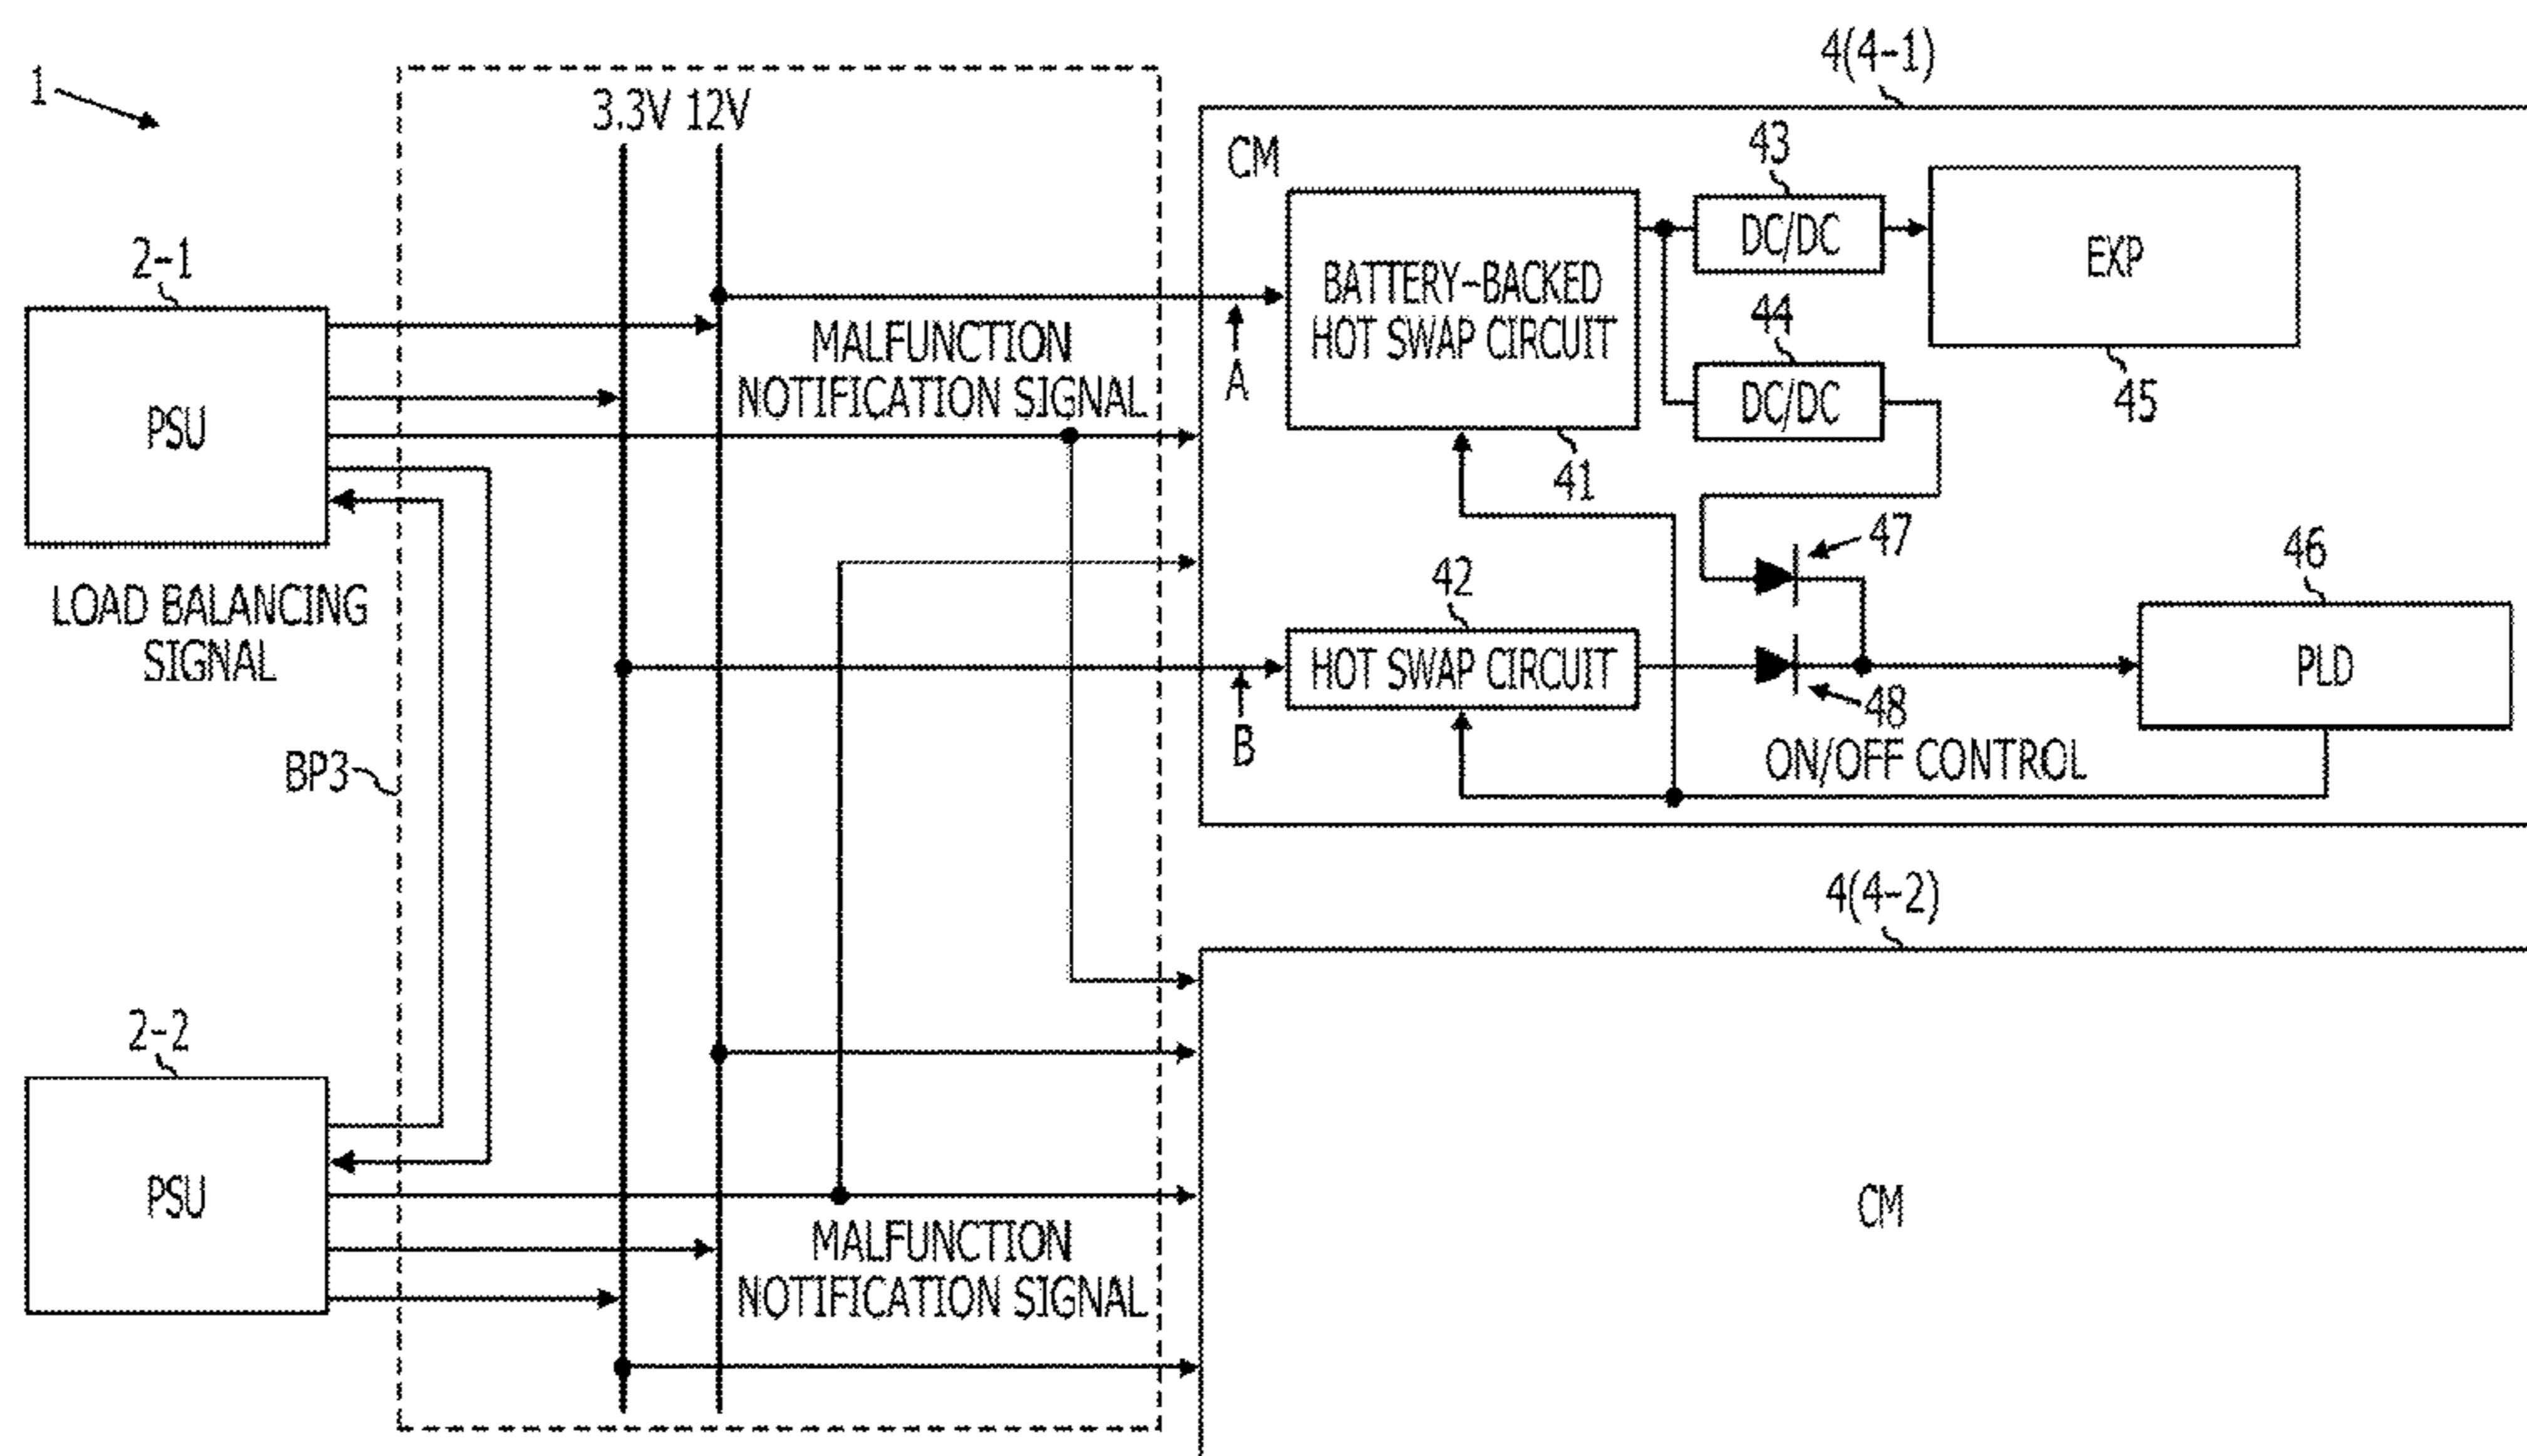 1
3.3V 12V
4(4-1)
CM
43
DC/DC
EXP
45
BATTERY-BACKED
HOT SWAP CIRCUIT
41
44
DC/DC
A
2-1
PSU
MALFUNCTION
NOTIFICATION SIGNAL
LOAD BALANCING
SIGNAL
47
42
HOT SWAP CIRCUIT
48
46
PLD
B
ON/OFF CONTROL
BP3
4(4-2)
2-2
PSU
CM
MALFUNCTION
NOTIFICATION SIGNAL